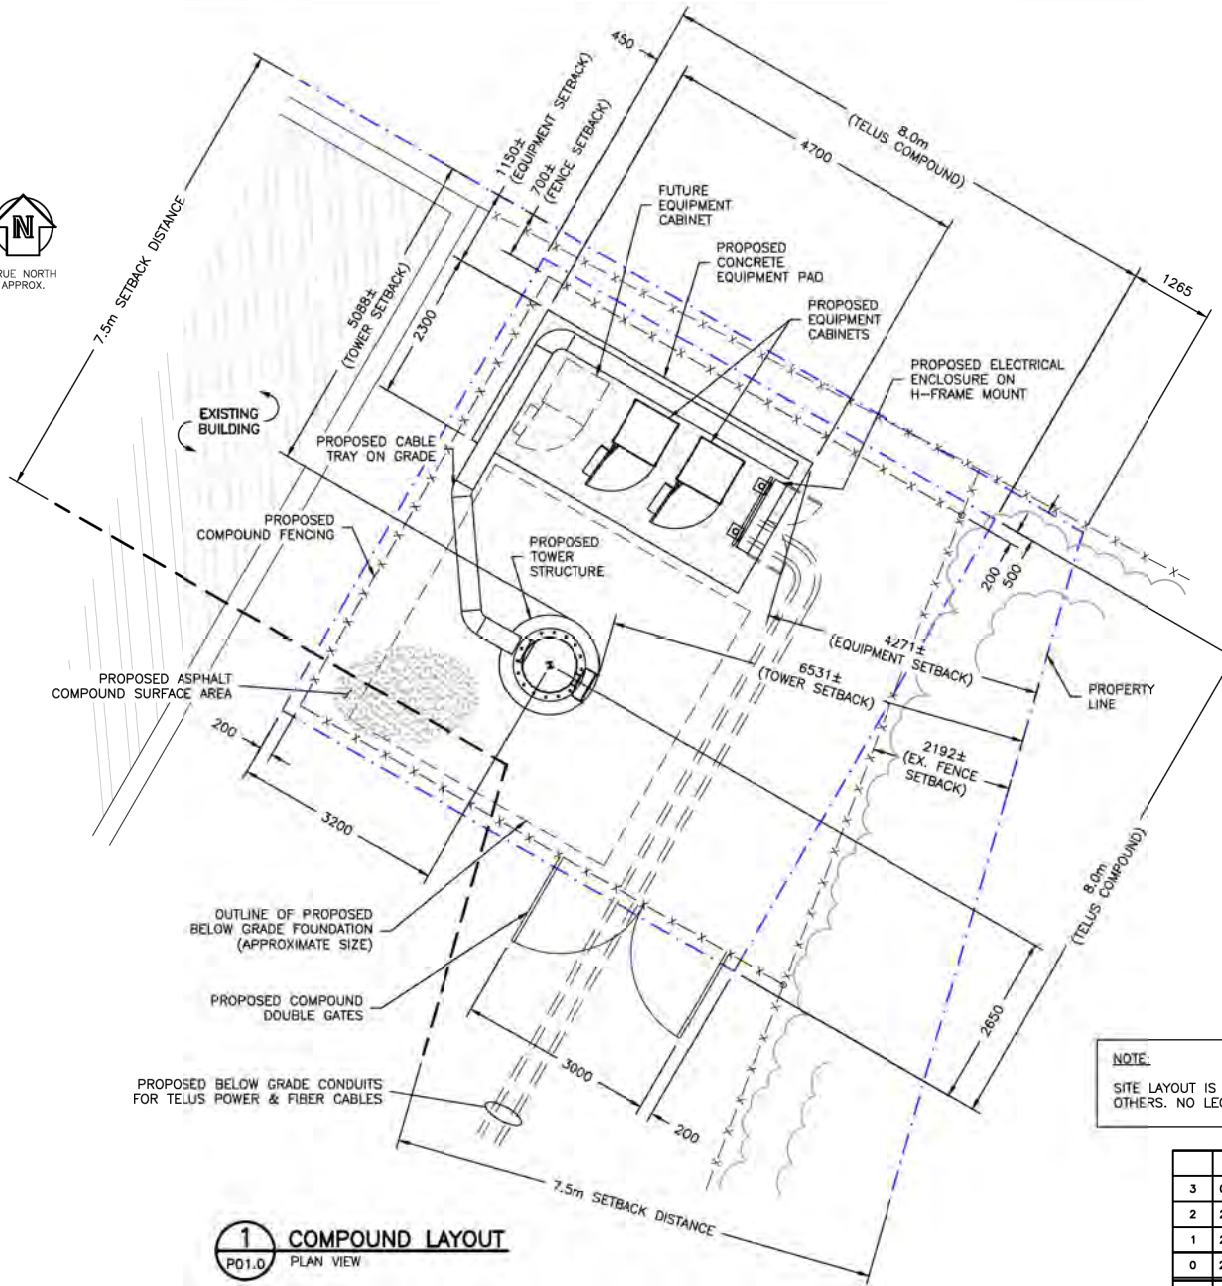 450
1150±
(EQUIPMENT SETBACK)
700±
(FENCE SETBACK)
8.0m
(TELUS COMPOUND)
4700
1265
7.5m SETBACK DISTANCE
N
TRUE NORTH
APPROX.
5088±
(TOWER SETBACK)
2300
FUTURE
EQUIPMENT
CABINET
PROPOSED
CONCRETE
EQUIPMENT PAD
PROPOSED
EQUIPMENT
CABINETS
PROPOSED ELECTRICAL
ENCLOSURE ON
H-FRAME MOUNT
EXISTING
BUILDING
PROPOSED CABLE
TRAY ON GRADE
PROPOSED
COMPOUND FENCING
PROPOSED
TOWER
STRUCTURE
200
500
4271±
(EQUIPMENT SETBACK)
6531±
(TOWER SETBACK)
PROPERTY
LINE
PROPOSED ASPHALT
COMPOUND SURFACE AREA
200
2192±
(EX. FENCE
SETBACK)
3200
8.0m
(TELUS COMPOUND)
OUTLINE OF PROPOSED
BELOW GRADE FOUNDATION
(APPROXIMATE SIZE)
PROPOSED COMPOUND
DOUBLE GATES
2650
3000
PROPOSED BELOW GRADE CONDUITS
FOR TELUS POWER & FIBER CABLES
200
7.5m SETBACK DISTANCE
NOTE:
SITE LAYOUT IS
OTHERS. NO
3
2 2
1 2
0 2
1
P01.0
COMPOUND LAYOUT
PLAN VIEW